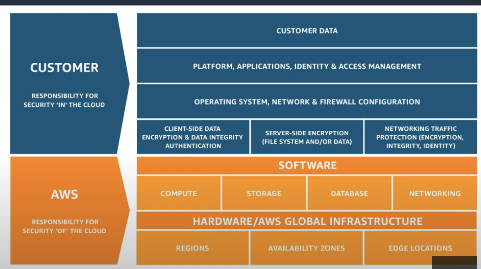 CUSTOMER
RESPONSIBILITY FOR
SECURITY 'IN' THE CLOUD
CUSTOMER DATA
PLATFORM, APPLICATIONS, IDENTITY & ACCESS MANAGEMENT
OPERATING SYSTEM, NETWORK & FIREWALL CONFIGURATION
CLIENT-SIDE DATA
ENCRYPTION & DATA INTEGRITY
AUTHENTICATION
SERVER-SIDE ENCRYPTION
(FILE SYSTEM AND/OR DATA)
NETWORKING TRAFFIC
PROTECTION (ENCRYPTION,
INTEGRITY, IDENTITY)
AWS
RESPONSIBILITY FOR
SECURITY 'OF' THE CLOUD
SOFTWARE
COMPUTE
STORAGE
DATABASE
NETWORKING
HARDWARE/AWS GLOBAL INFRASTRUCTURE
REGIONS
AVAILABILITY ZONES
EDGE LOCATIONS